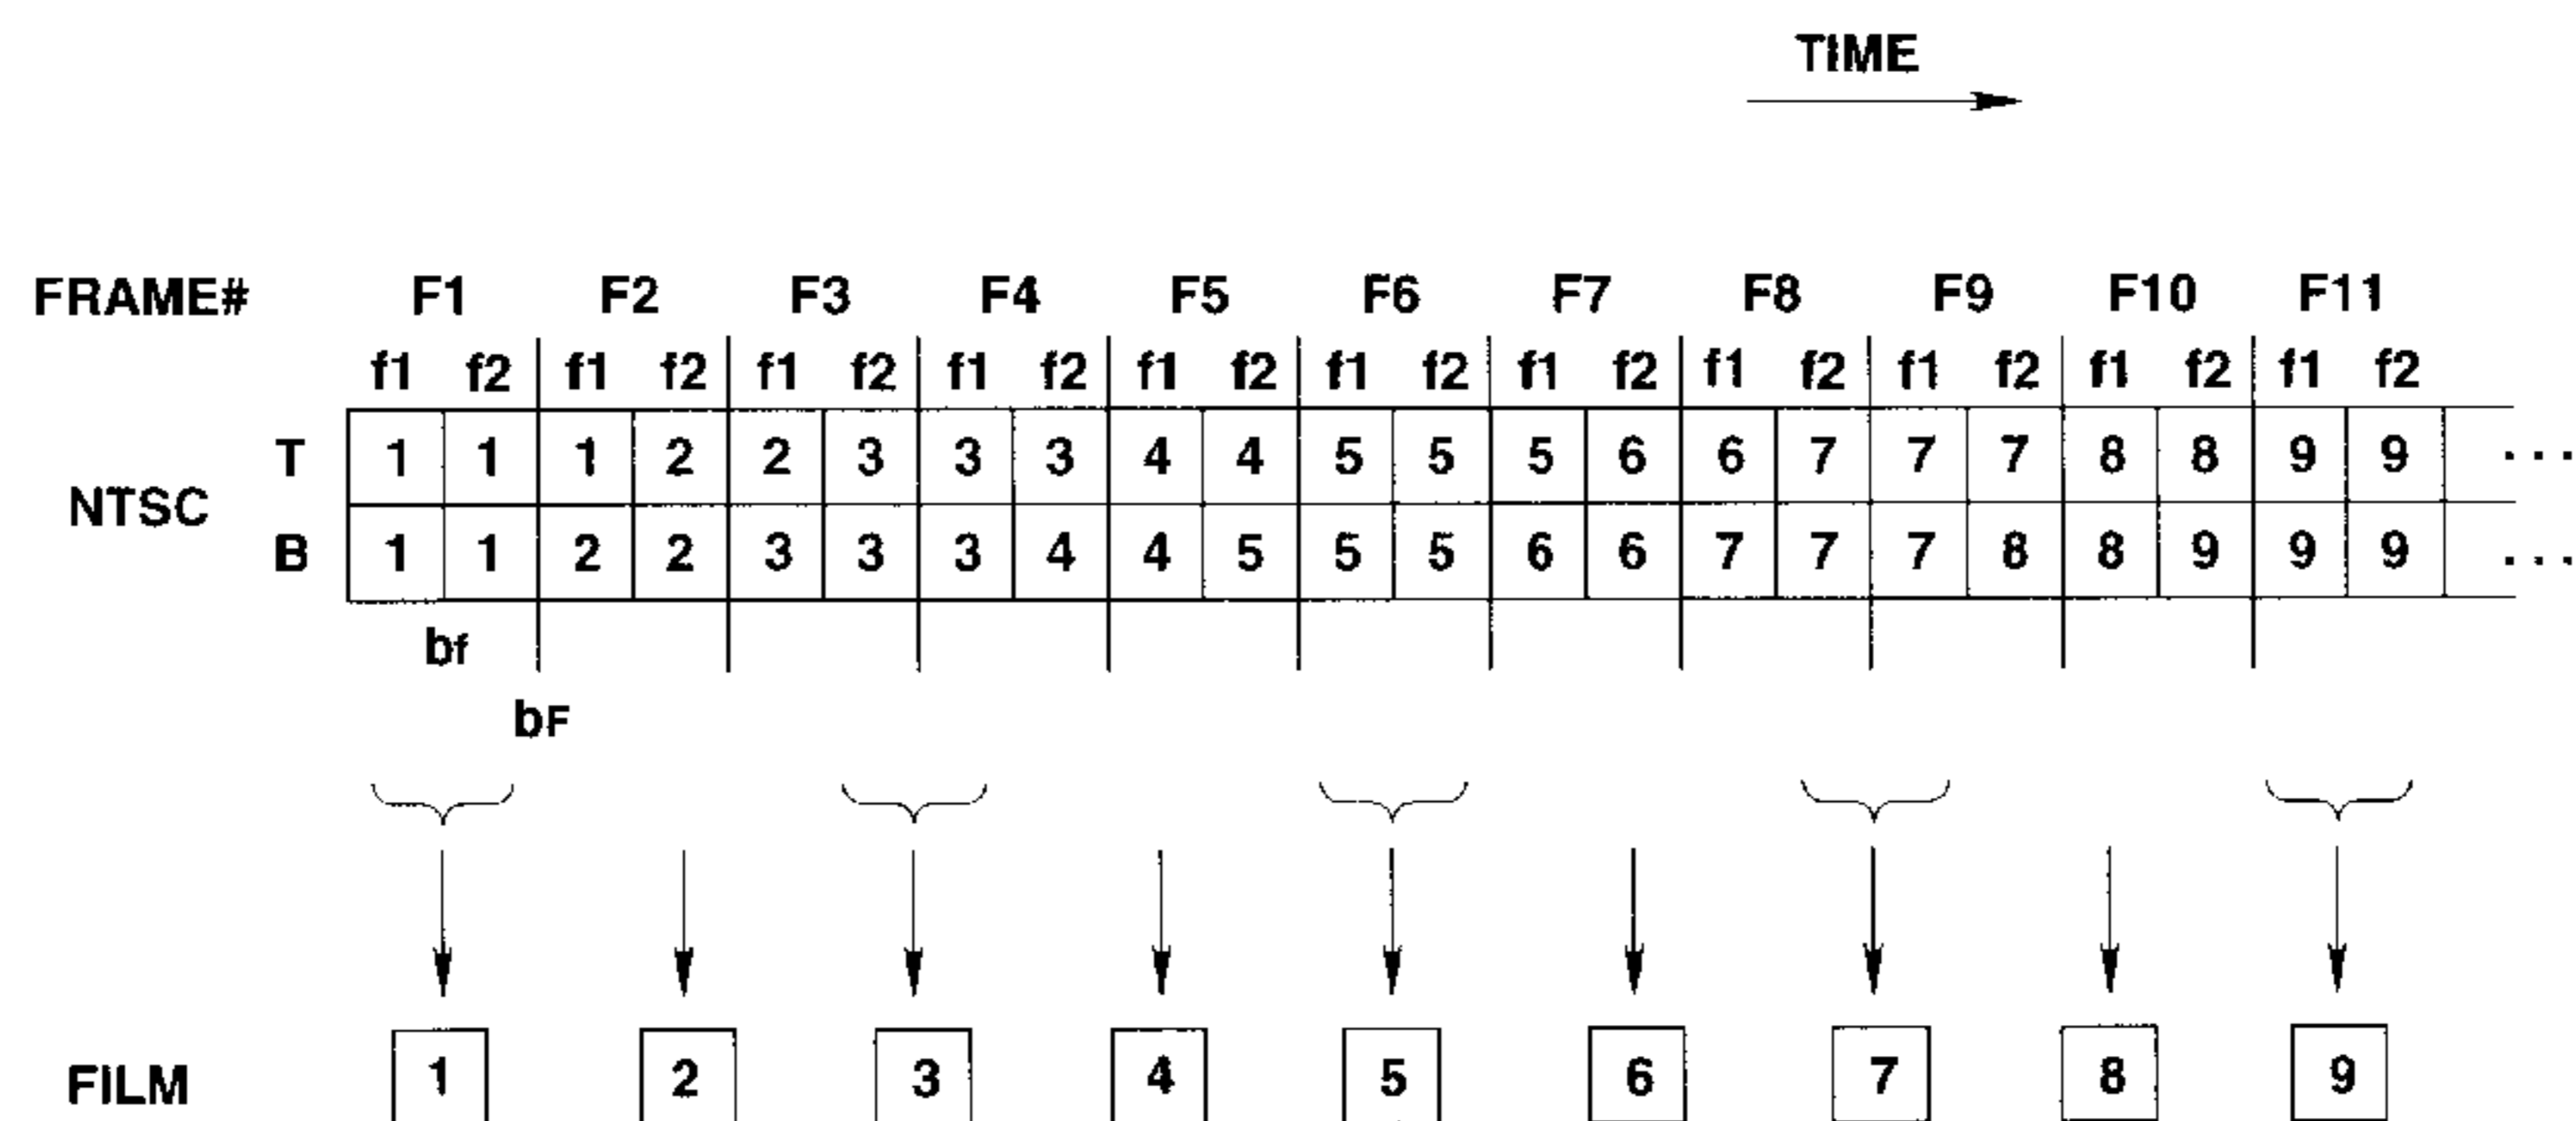 TIME
FRAME# F1 F2 F3 F4 F5 F6 F7 F8 F9 F10 F11
f1 f2 f1 f2 f1 f2 f1 f2 f1 f2 f1 f2 f1 f2 f1 f2 f1 f2 f1 f2 f1 f2
T 1 1 1 2 2 3 3 3 4 4 5 5 5 6 6 7 7 7 8 8 9 9 ...
NTSC
B 1 1 2 2 3 3 3 4 4 5 5 5 6 6 7 7 7 8 8 9 9 9 ...
bf
bF
FILM 1 2 3 4 5 6 7 8 9